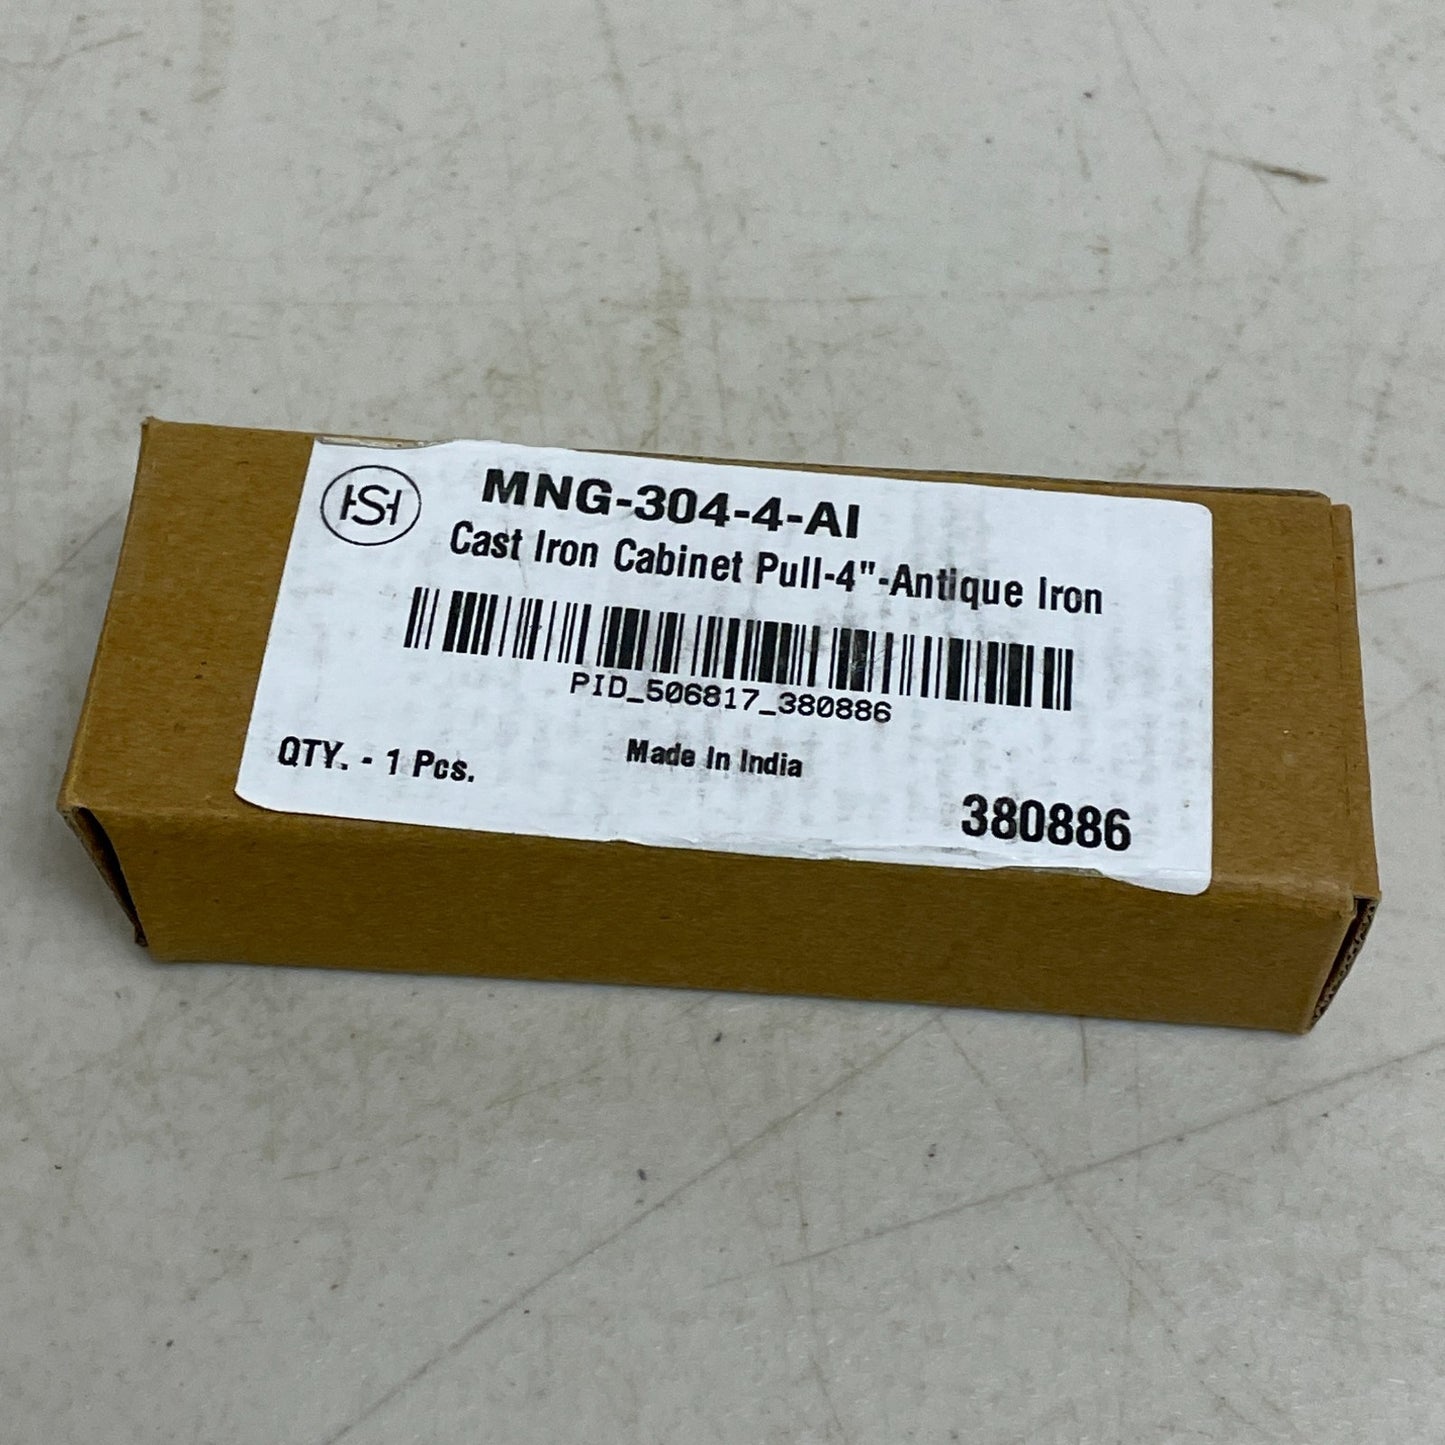 HSH
MNG-304-4-AI
Cast Iron Cabinet Pull-4"-Antique Iron
PID_506817_380886
QTY. - 1 Pcs.
Made In India
380886